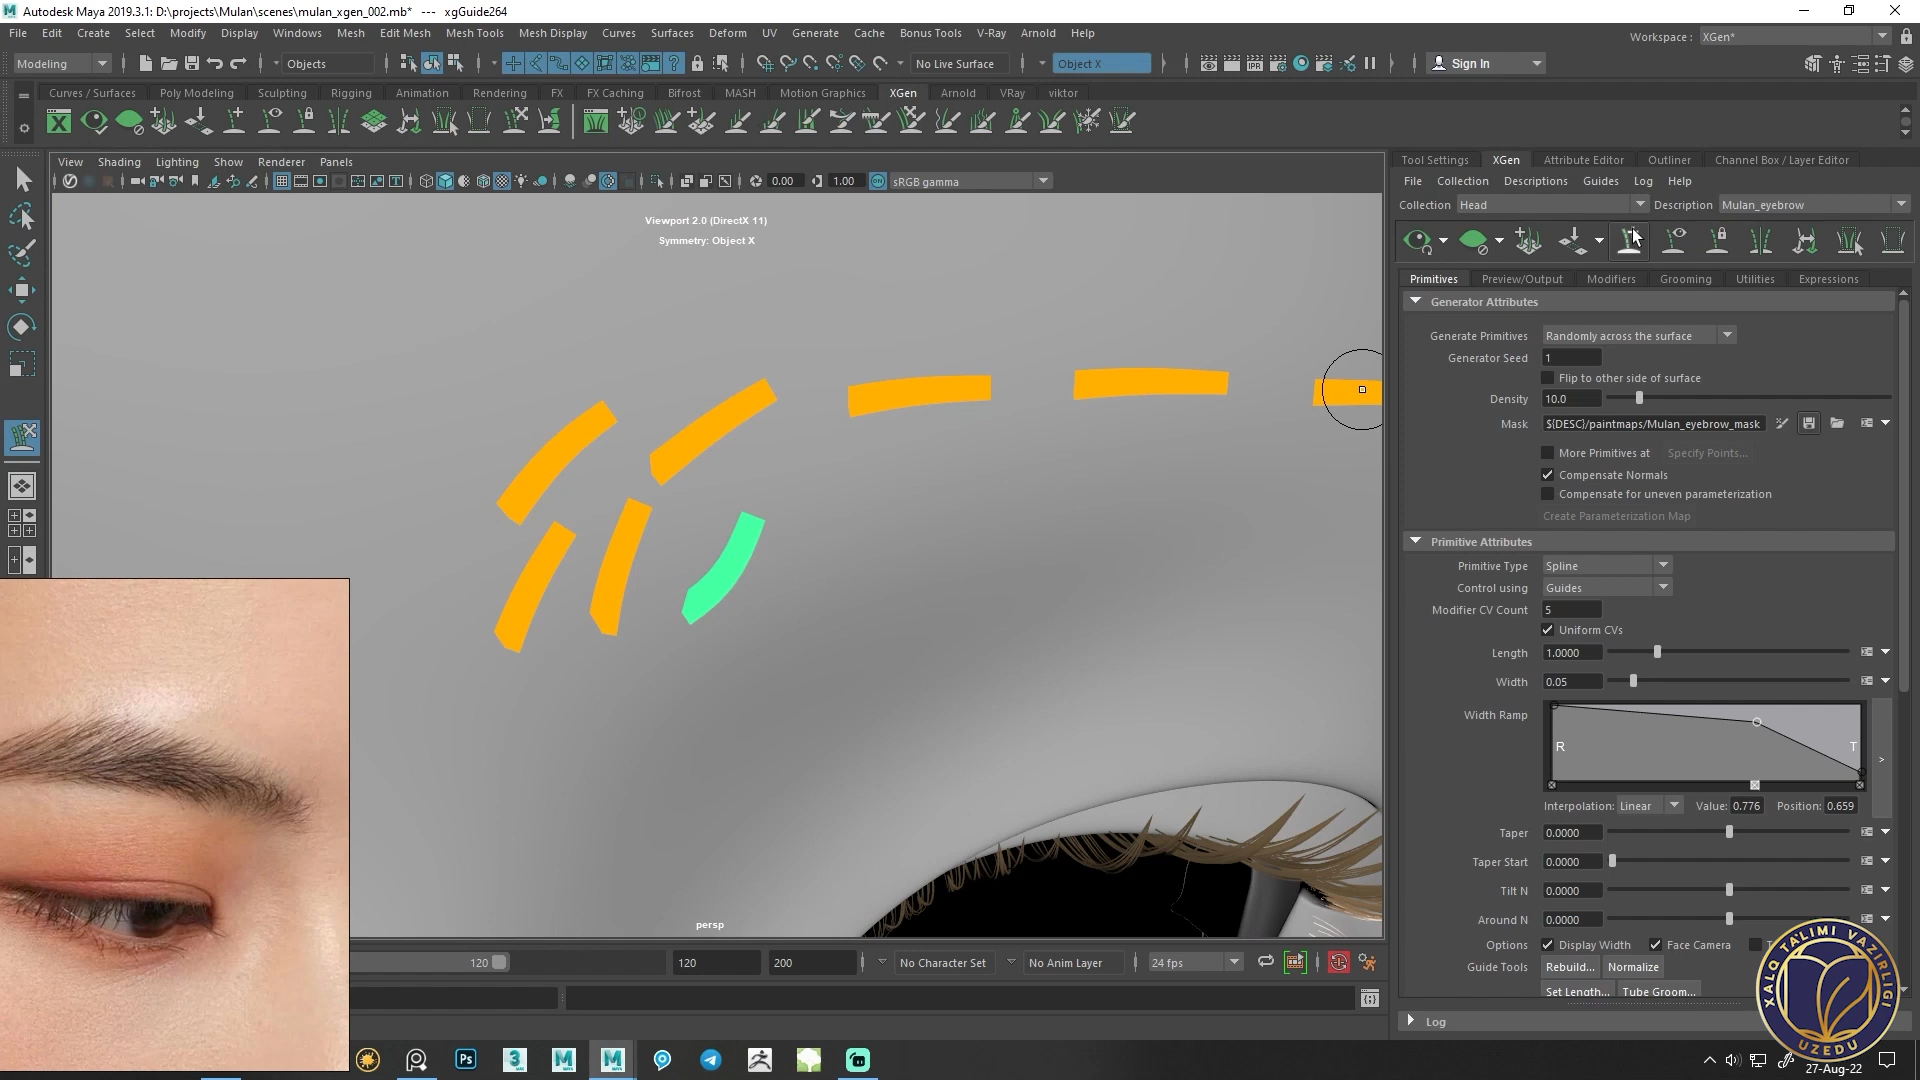 Autodesk Maya 2019.3.1: D:\projects\Mulan\scenes\mulan_xgen_002.mb* --- xgGuide264
File Edit Create Select Modify Display Windows Mesh Edit Mesh Mesh Tools Mesh Display Curves Surfaces Deform UV Generate Cache Bonus Tools V-Ray Arnold Help
Workspace : XGen*
Modeling Objects No Live Surface Object X Sign In
Curves / Surfaces Poly Modeling Sculpting Rigging Animation Rendering FX FX Caching Bifrost MASH Motion Graphics XGen Arnold VRay viktor
View Shading Lighting Show Renderer Panels
0.00 1.00 sRGB gamma
Viewport 2.0 (DirectX 11)
Symmetry: Object X
persp
Tool Settings XGen Attribute Editor Outliner Channel Box / Layer Editor
File Collection Descriptions Guides Log Help
Collection Head Description Mulan_eyebrow
Primitives Preview/Output Modifiers Grooming Utilities Expressions
Generator Attributes
Generate Primitives Randomly across the surface
Generator Seed 1
Flip to other side of surface
Density 10.0
Mask ${DESC}/paintmaps/Mulan_eyebrow_mask
More Primitives at Specify Points...
Compensate Normals
Compensate for uneven parameterization
Create Parameterization Map
Primitive Attributes
Primitive Type Spline
Control using Guides
Modifier CV Count 5
Uniform CVs
Length 1.0000
Width 0.05
Width Ramp
R T
Interpolation: Linear Value: 0.776 Position: 0.659
Taper 0.0000
Taper Start 0.0000
Tilt N 0.0000
Around N 0.0000
Options Display Width Face Camera
Guide Tools Rebuild... Normalize
Set Length... Tube Groom...
Log
120 120 200 No Character Set No Anim Layer 24 fps
XALQ TA'LIMI VAZIRLIGI
UZEDU
27-Aug-22